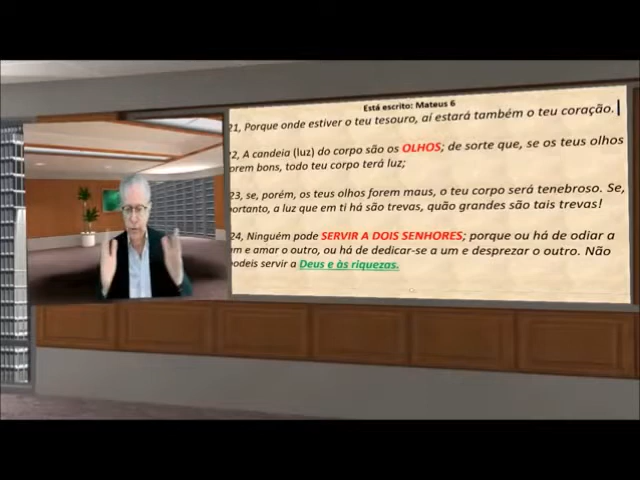 Está escrito: Mateus 6
21, Porque onde estiver o teu tesouro, aí estará também o teu coração.
2, A candeia (luz) do corpo são os OLHOS; de sorte que, se os teus olhos
orem bons, todo teu corpo terá luz;
23, se, porém, os teus olhos forem maus, o teu corpo será tenebroso. Se,
ortanto, a luz que em ti há são trevas, quão grandes são tais trevas!
24, Ninguém pode SERVIR A DOIS SENHORES; porque ou há de odiar a
m e amar o outro, ou há de dedicar-se a um e desprezar o outro. Não
odeis servir a Deus e às riquezas.